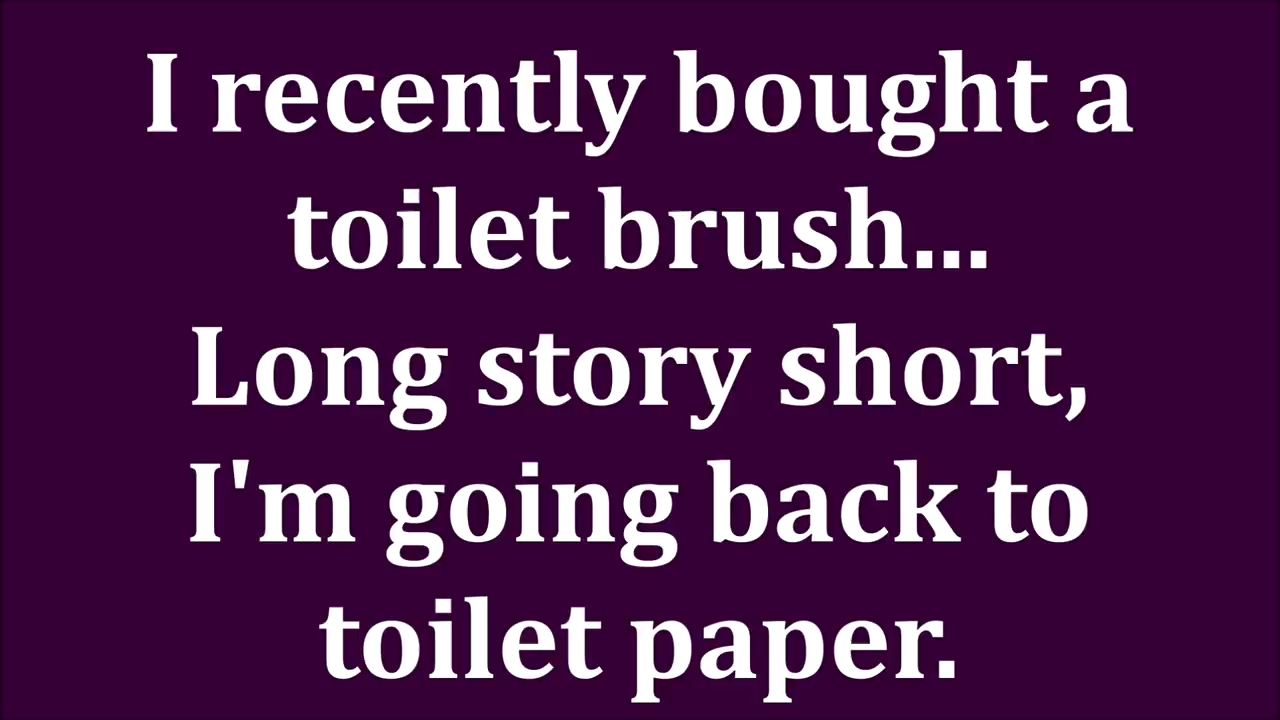 I recently bought a
toilet brush...
Long story short,
I'm going back to
toilet paper.